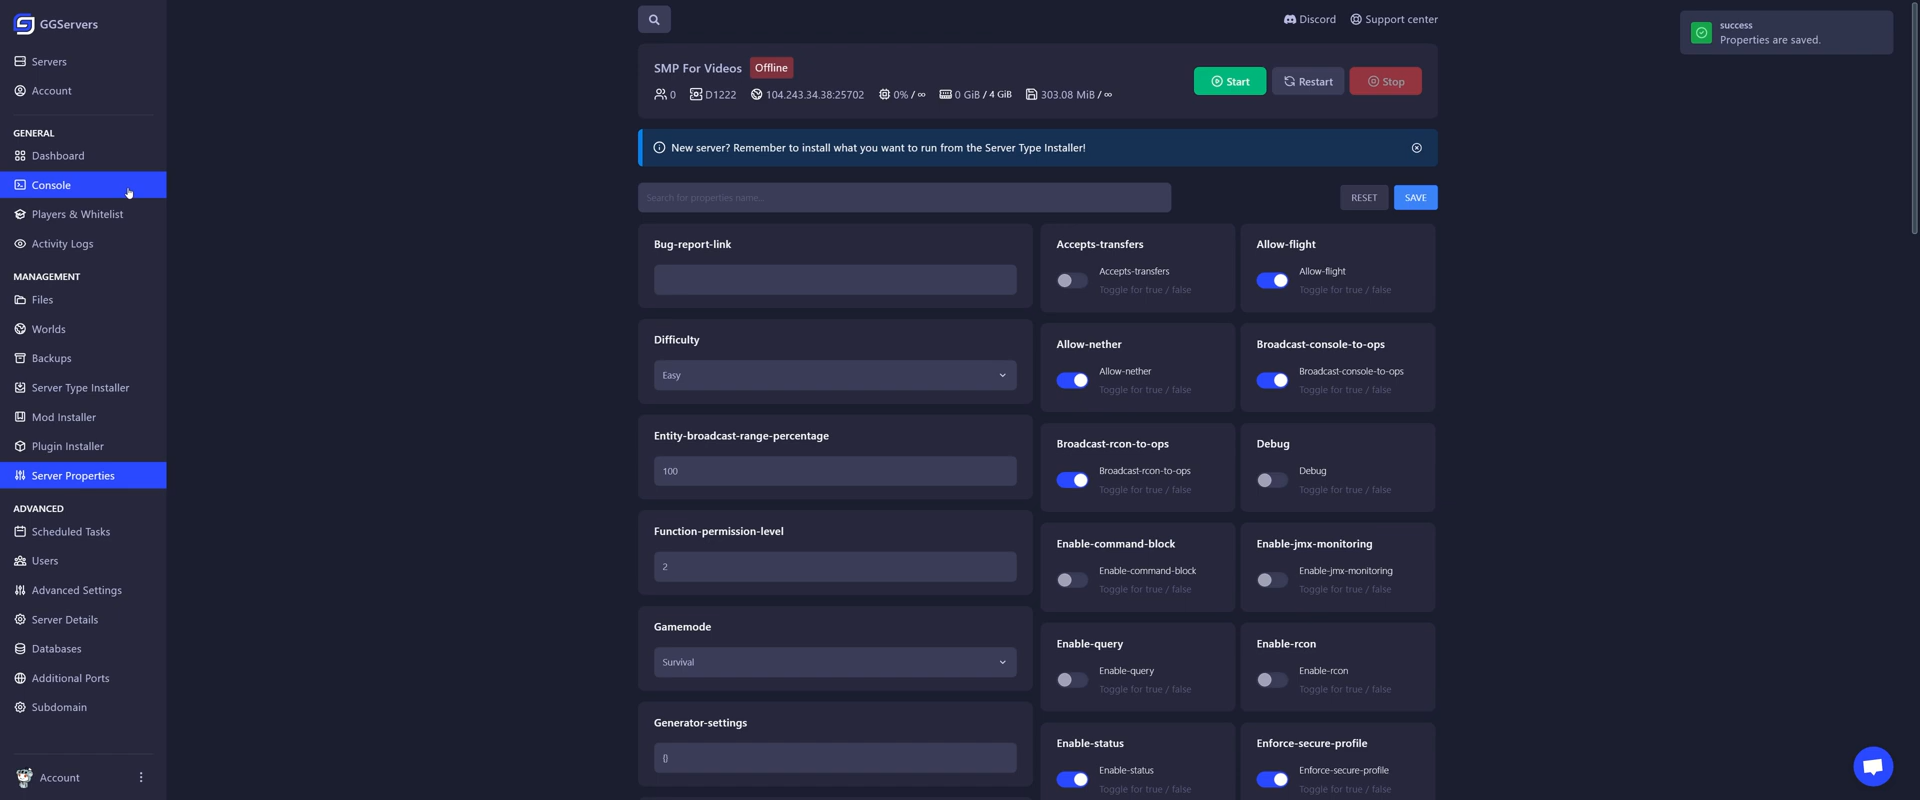 GGServers
Servers
Account
GENERAL
Dashboard
Console
Players & Whitelist
Activity Logs
MANAGEMENT
Files
Worlds
Backups
Server Type Installer
Mod Installer
Plugin Installer
Server Properties
ADVANCED
Scheduled Tasks
Users
Advanced Settings
Server Details
Databases
Additional Ports
Subdomain
Account
Discord Support center
success
Properties are saved.
SMP For Videos Offline
0 D1222 104.243.34.38:25702 0% / ∞ 0 GiB / 4 GiB 303.08 MiB / ∞
Start Restart Stop
New server? Remember to install what you want to run from the Server Type Installer!
Search for properties name...
RESET SAVE
Bug-report-link
Difficulty
Easy
Entity-broadcast-range-percentage
100
Function-permission-level
2
Gamemode
Survival
Generator-settings
{}
Accepts-transfers
Accepts-transfers
Toggle for true / false
Allow-flight
Allow-flight
Toggle for true / false
Allow-nether
Allow-nether
Toggle for true / false
Broadcast-console-to-ops
Broadcast-console-to-ops
Toggle for true / false
Broadcast-rcon-to-ops
Broadcast-rcon-to-ops
Toggle for true / false
Debug
Debug
Toggle for true / false
Enable-command-block
Enable-command-block
Toggle for true / false
Enable-jmx-monitoring
Enable-jmx-monitoring
Toggle for true / false
Enable-query
Enable-query
Toggle for true / false
Enable-rcon
Enable-rcon
Toggle for true / false
Enable-status
Enable-status
Toggle for true / false
Enforce-secure-profile
Enforce-secure-profile
Toggle for true / false